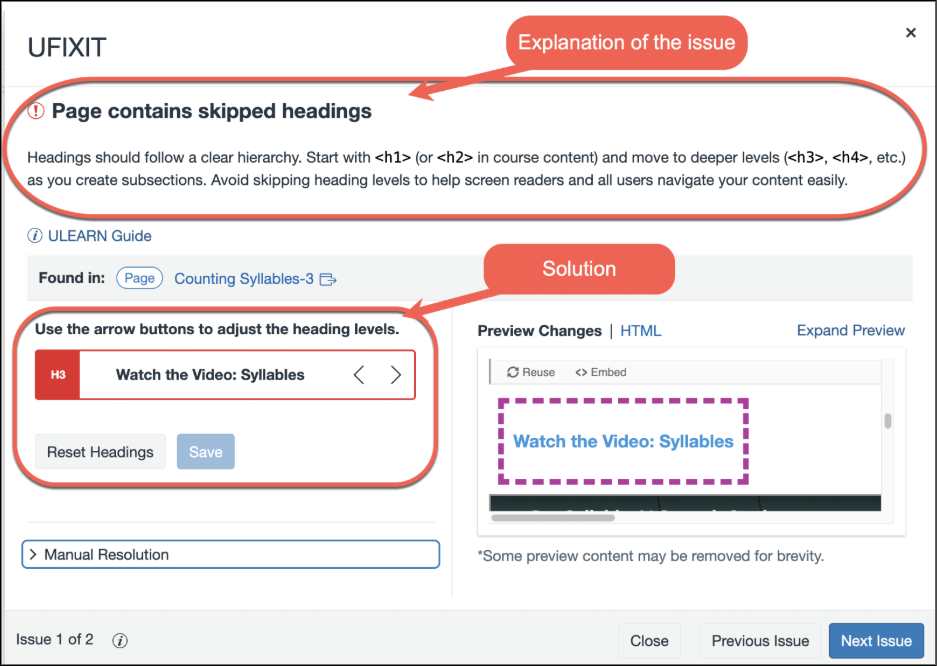 UFIXIT
Explanation of the issue
Page contains skipped headings
Headings should follow a clear hierarchy. Start with <h1> (or <h2> in course content) and move to deeper levels (<h3>, <h4>, etc.)
as you create subsections. Avoid skipping heading levels to help screen readers and all users navigate your content easily.
ULEARN Guide
Solution
Found in: Page Counting Syllables-3
Use the arrow buttons to adjust the heading levels.
H3 Watch the Video: Syllables
Reset Headings Save
Manual Resolution
Preview Changes | HTML Expand Preview
Reuse <> Embed
Watch the Video: Syllables
*Some preview content may be removed for brevity.
Issue 1 of 2
Close Previous Issue Next Issue